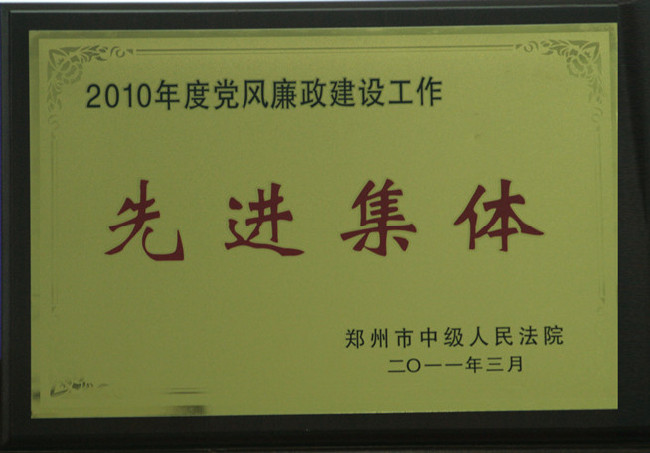 2010年度党风廉政建设工作
先进集体
郑州市中级人民法院
二〇一一年三月